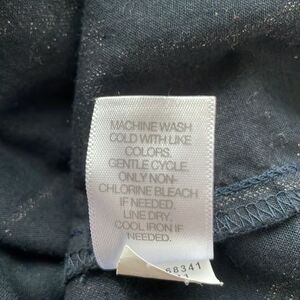 MACHINE WASH
COLD WITH LIKE
COLORS.
GENTLE CYCLE.
ONLY NON-
CHLORINE BLEACH
IF NEEDED.
LINE DRY.
COOL IRON IF
NEEDED.
68341